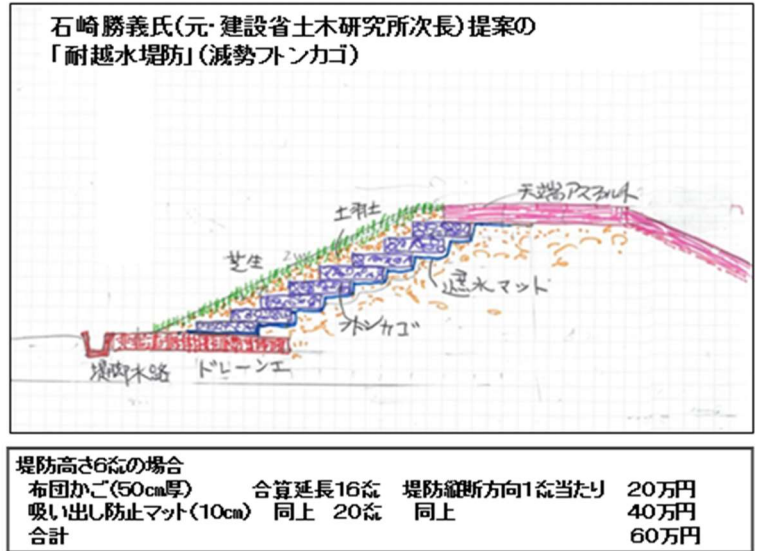 石崎勝義氏(元・建設省土木研究所次長)提案の
「耐越水堤防」(減勢フトンカゴ)
天端アスファルト
土羽土
芝生
遮水マット
フトンカゴ
ドレーン工
堤脚水路
堤防高さ6㍍の場合
布団かご(50㎝厚) 合算延長16㍍ 堤防縦断方向1㍍当たり 20万円
吸い出し防止マット(10㎝) 同上 20㍍ 同上 40万円
合計 60万円